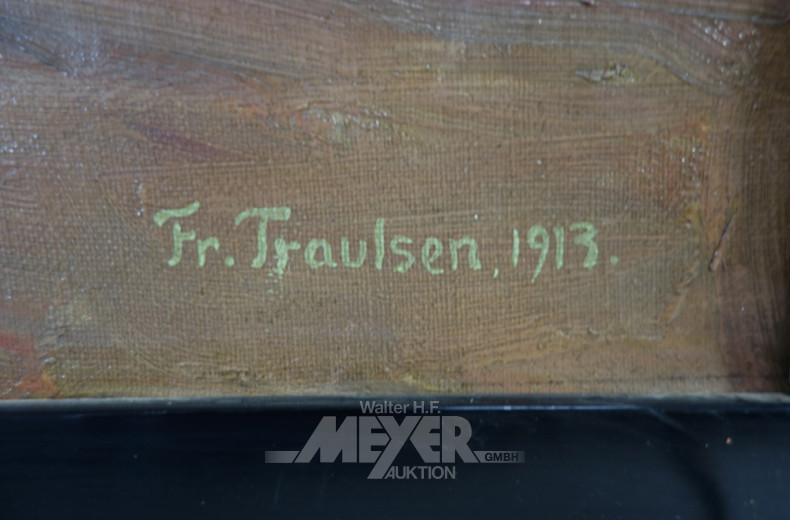 Fr. Traulsen, 1913.
Walter H.F.
MEYER
GMBH
AUKTION